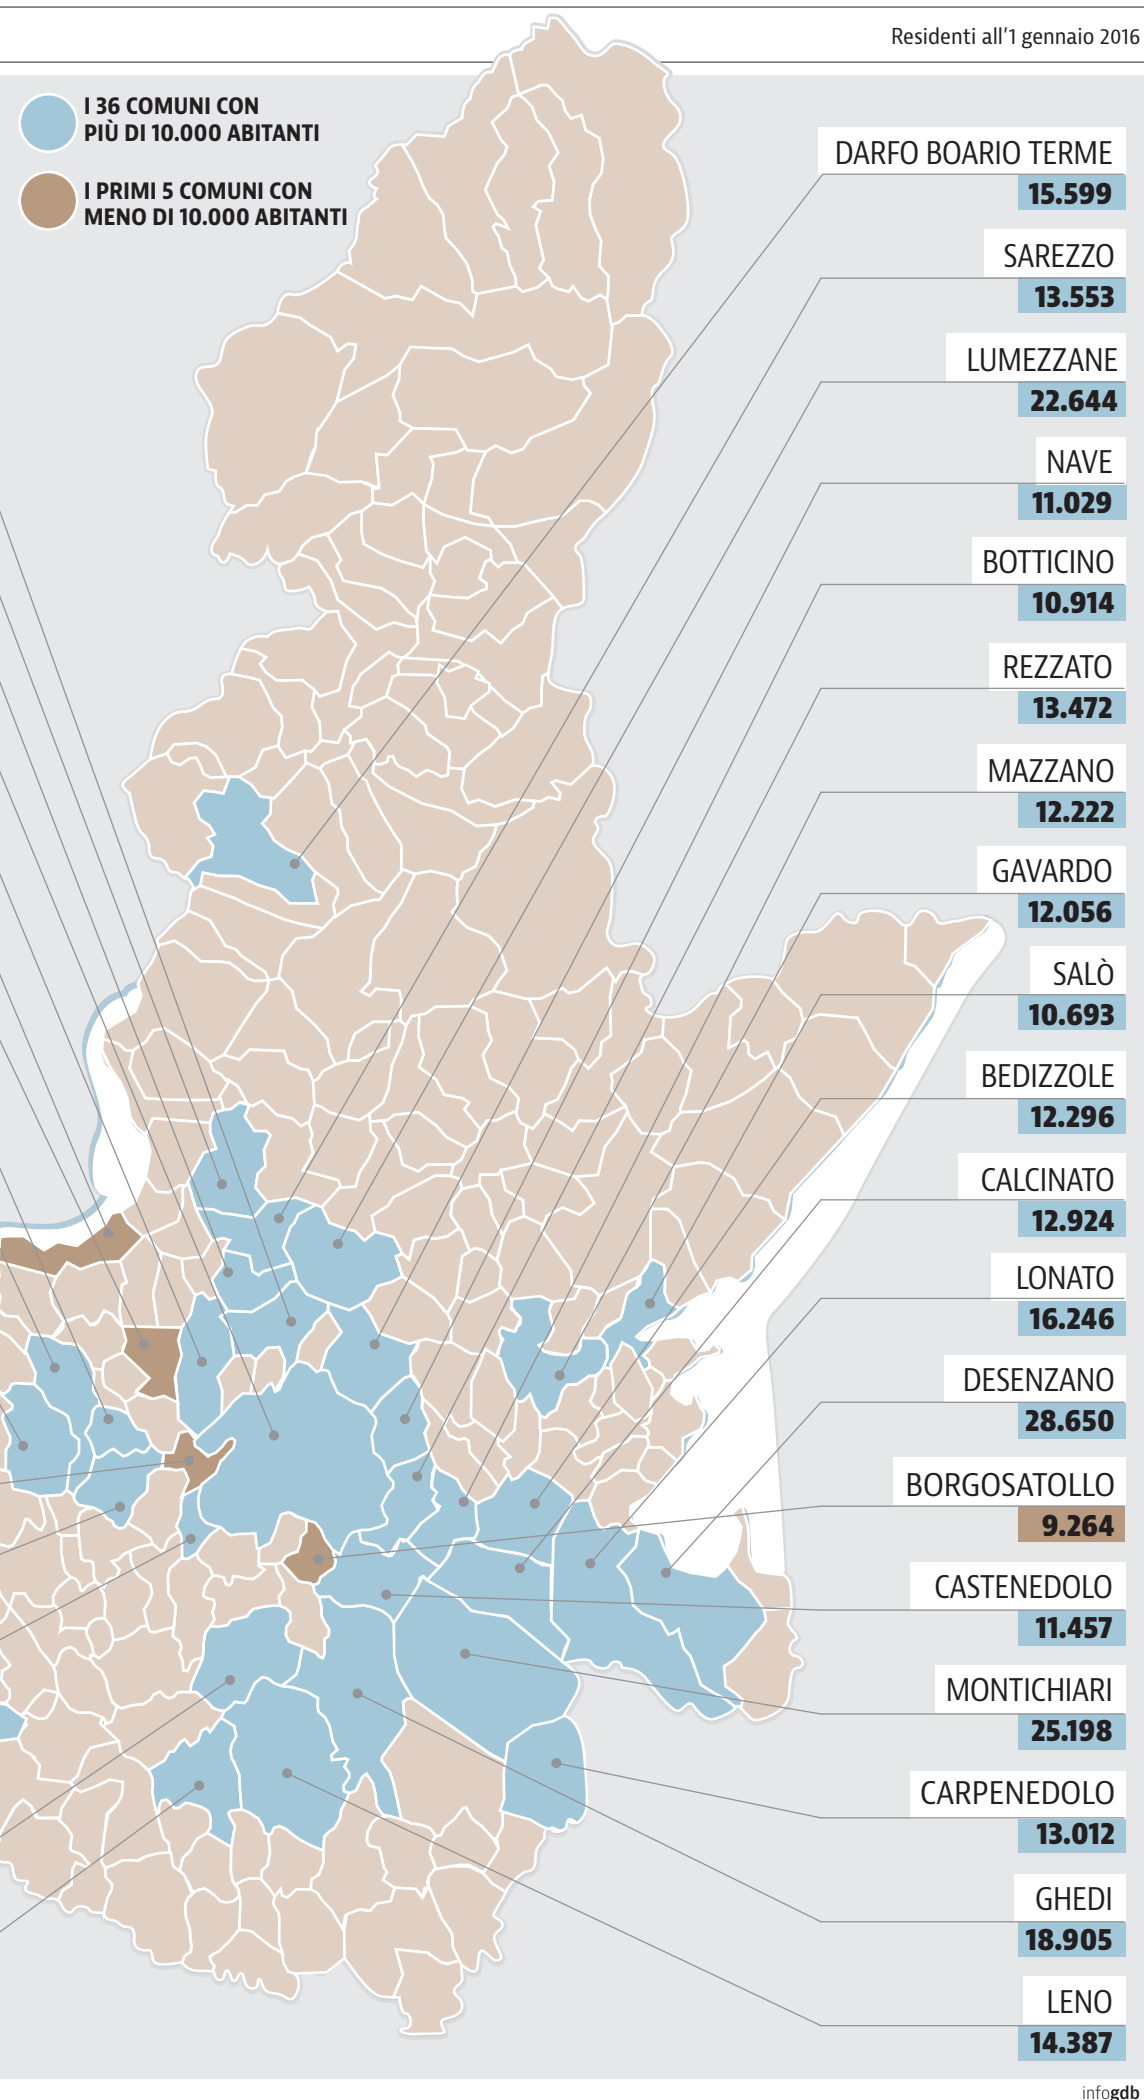 Residenti all'1 gennaio 2016
I 36 COMUNI CON
PIÙ DI 10.000 ABITANTI
I PRIMI 5 COMUNI CON
MENO DI 10.000 ABITANTI
DARFO BOARIO TERME
15.599
SAREZZO
13.553
LUMEZZANE
22.644
NAVE
11.029
BOTTICINO
10.914
REZZATO
13.472
MAZZANO
12.222
GAVARDO
12.056
SALÒ
10.693
BEDIZZOLE
12.296
CALCINATO
12.924
LONATO
16.246
DESENZANO
28.650
BORGOSATOLLO
9.264
CASTENEDOLO
11.457
MONTICHIARI
25.198
CARPENEDOLO
13.012
GHEDI
18.905
LENO
14.387
infogdb